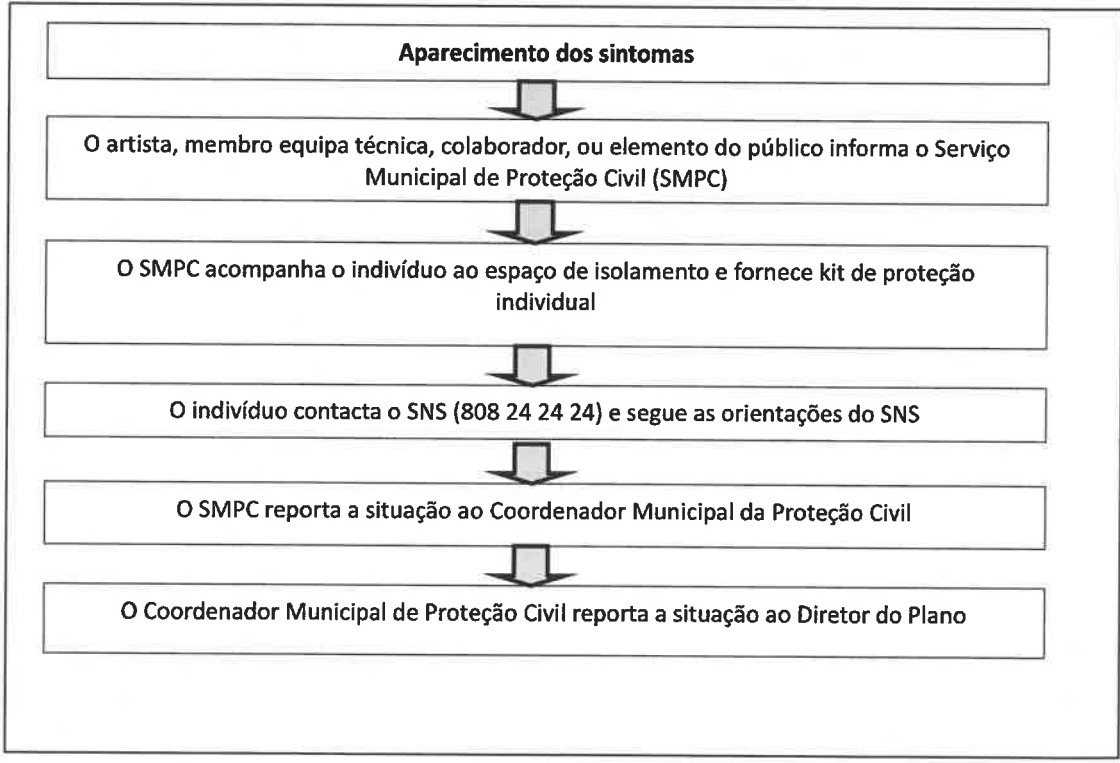 Aparecimento dos sintomas
O artista, membro equipa técnica, colaborador, ou elemento do público informa o Serviço
Municipal de Proteção Civil (SMPC)
O SMPC acompanha o indivíduo ao espaço de isolamento e fornece kit de proteção
individual
O indivíduo contacta o SNS (808 24 24 24) e segue as orientações do SNS
O SMPC reporta a situação ao Coordenador Municipal da Proteção Civil
O Coordenador Municipal de Proteção Civil reporta a situação ao Diretor do Plano